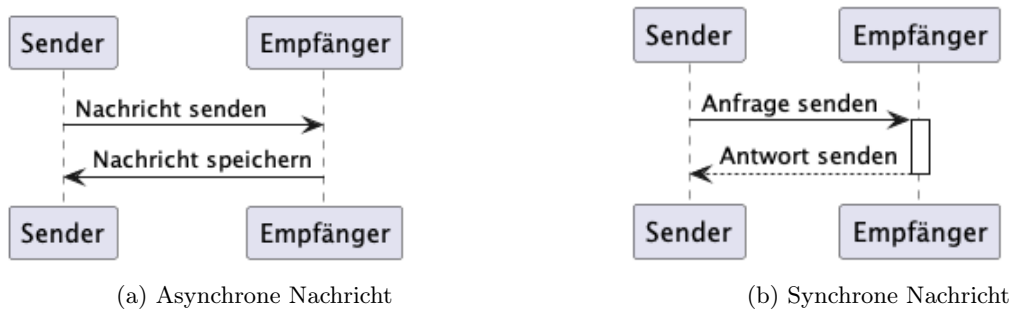 Sender Empfänger
Nachricht senden
Nachricht speichern
Sender Empfänger
(a) Asynchrone Nachricht
Sender Empfänger
Anfrage senden
Antwort senden
Sender Empfänger
(b) Synchrone Nachricht